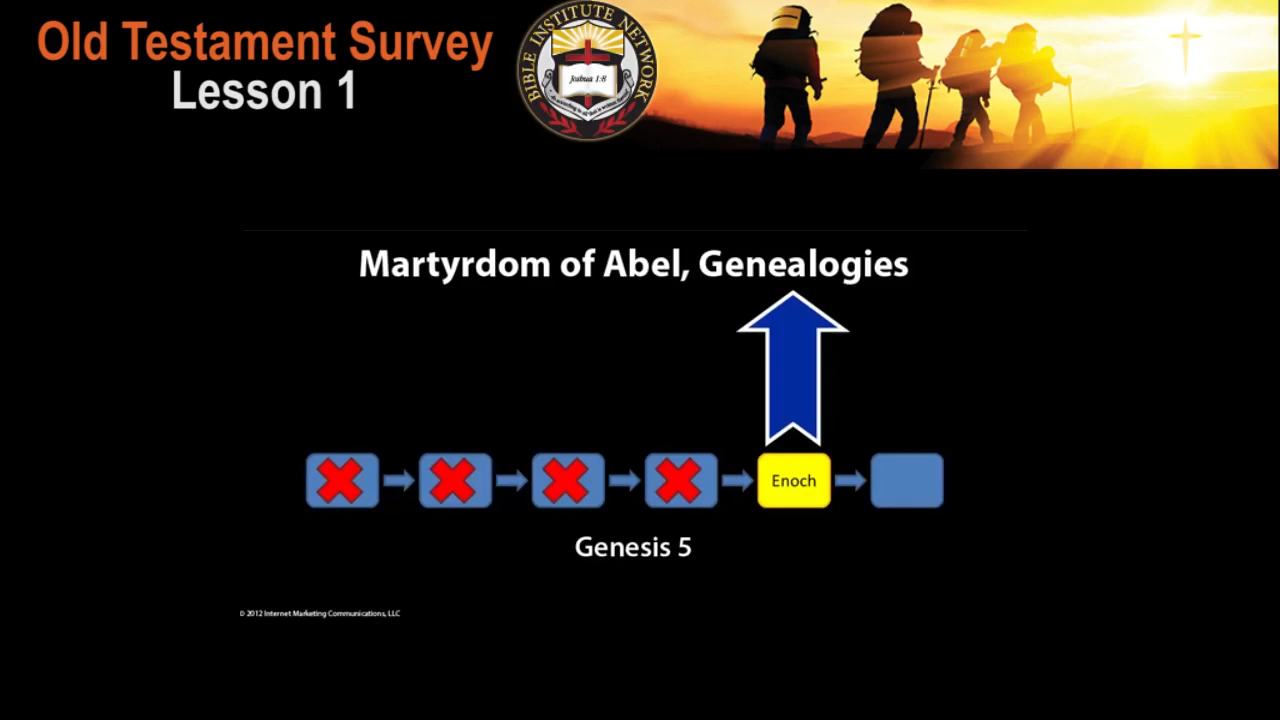 Old Testament Survey
Lesson 1
BIBLE INSTITUTE NETWORK
Joshua 1:8
Martyrdom of Abel, Genealogies
Enoch
Genesis 5
© 2012 Internet Marketing Communications, LLC